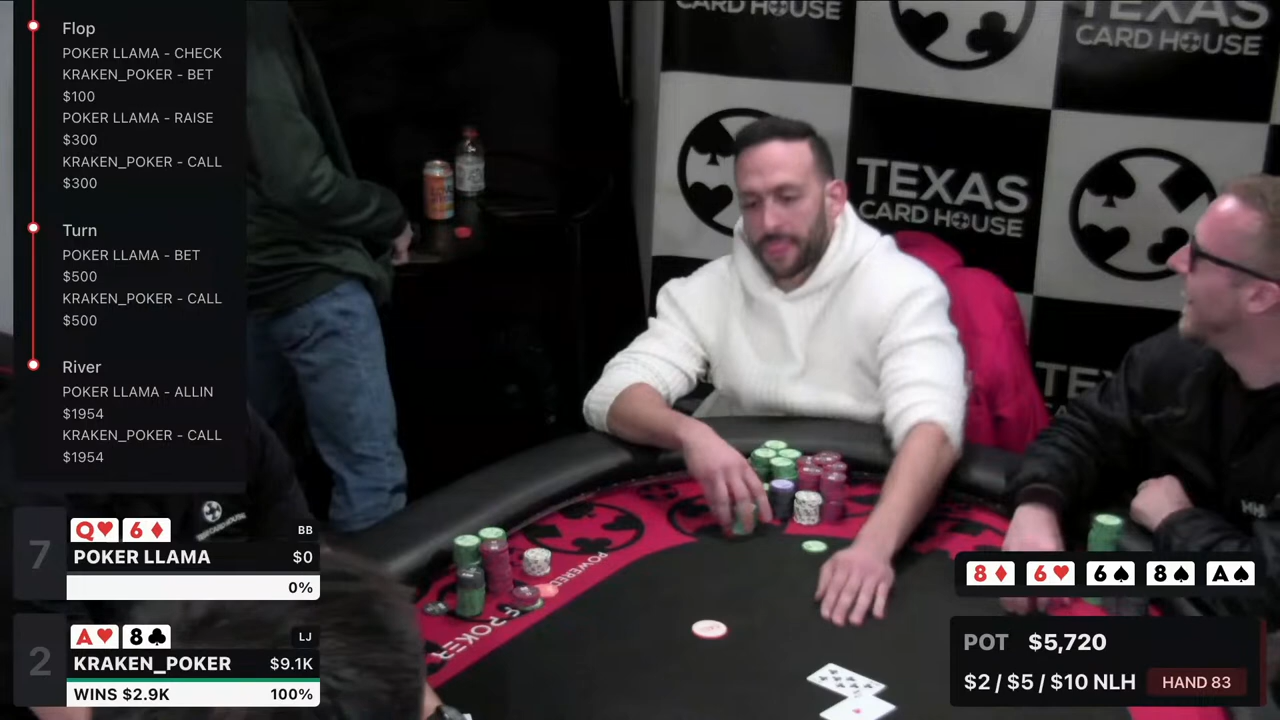 Flop
POKER LLAMA - CHECK
KRAKEN_POKER - BET
$100
POKER LLAMA - RAISE
$300
KRAKEN_POKER - CALL
$300
Turn
POKER LLAMA - BET
$500
KRAKEN_POKER - CALL
$500
River
POKER LLAMA - ALLIN
$1954
KRAKEN_POKER - CALL
$1954
7
Q♥ 6♦
BB
POKER LLAMA $0
0%
2
A♥ 8♣
LJ
KRAKEN_POKER $9.1K
WINS $2.9K 100%
CARD HOUSE
TEXAS
CARD HOUSE
TEXAS
CARD HOUSE
POWERED
8♦ 6♥ 6♠ 8♠ A♠
POT $5,720
$2 / $5 / $10 NLH HAND 83